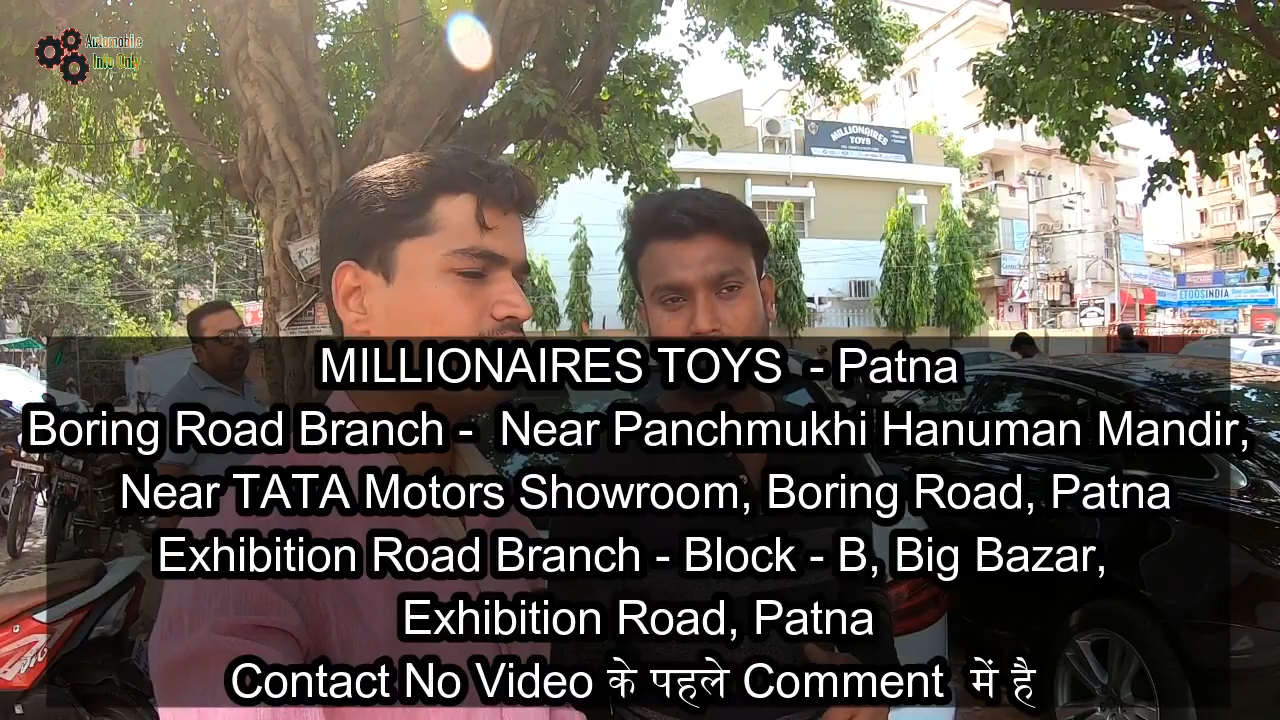 Automobile
Info Only
MILLIONAIRES
TOYS
ETOOSINDIA
MILLIONAIRES TOYS - Patna
Boring Road Branch - Near Panchmukhi Hanuman Mandir,
Near TATA Motors Showroom, Boring Road, Patna
Exhibition Road Branch - Block - B, Big Bazar,
Exhibition Road, Patna
Contact No Video के पहले Comment में है